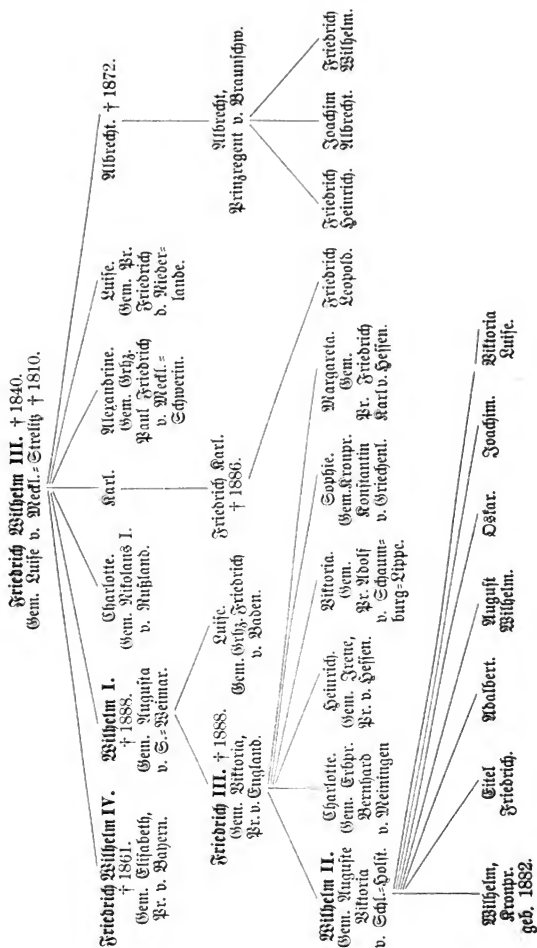 Friedrich Wilhelm III. † 1840.
Gem. Luise v. Meckl.=Strelitz † 1810.
Friedrich Wilhelm IV.
† 1861.
Gem. Elisabeth,
Pr. v. Bayern.
Wilhelm I.
† 1888.
Gem. Augusta
v. S.=Weimar.
Charlotte.
Gem. Nikolaus I.
v. Rußland.
Karl.
Alexandrine.
Gem. Grhz.
Paul Friedrich
v. Meckl.=
Schwerin.
Luise.
Gem. Pr.
Friedrich
d. Nieder=
lande.
Albrecht. † 1872.
Friedrich III. † 1888.
Gem. Viktoria,
Pr. v. England.
Luise.
Gem. Grhz. Friedrich
v. Baden.
Friedrich Karl.
† 1886.
Albrecht,
Prinzregent v. Braunschw.
Wilhelm II.
Gem. Auguste
Viktoria
v. Schl.=Holst.
Charlotte.
Gem. Erbpr.
Bernhard
v. Meiningen
Heinrich.
Gem. Irene,
Pr. v. Hessen.
Viktoria.
Gem.
Pr. Adolf
v. Schaum=
burg=Lippe.
Sophie.
Gem. Kronpr.
Konstantin
v. Griechenl.
Margareta.
Gem.
Pr. Friedrich
Karl v. Hessen.
Friedrich
Leopold.
Friedrich
Heinrich.
Joachim
Albrecht.
Friedrich
Wilhelm.
Wilhelm,
Kronpr.
geb. 1882.
Eitel
Friedrich.
Adalbert.
August
Wilhelm.
Oskar.
Joachim.
Viktoria
Luise.